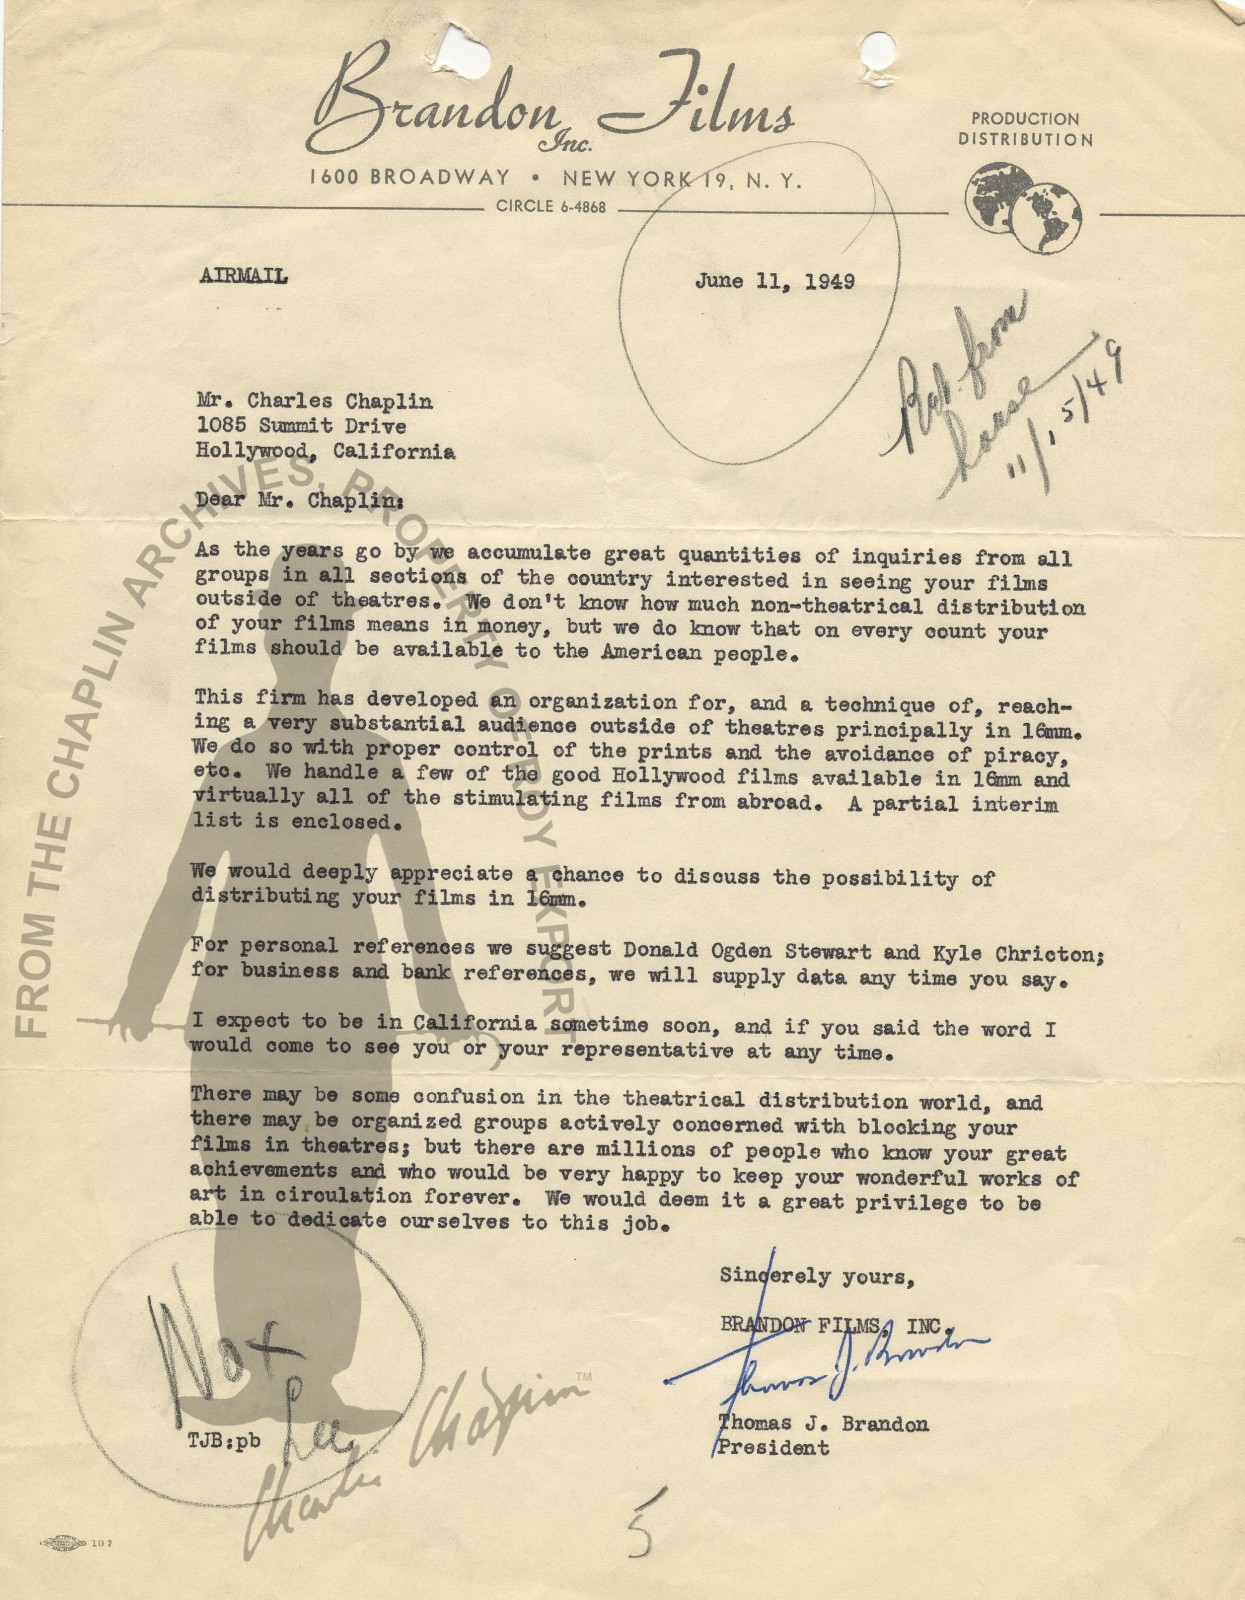 Brandon Films
Inc.
PRODUCTION
DISTRIBUTION
1600 BROADWAY • NEW YORK 19, N. Y.
CIRCLE 6-4868
AIRMAIL
June 11, 1949
from
house
11/15/49
Mr. Charles Chaplin
1085 Summit Drive
Hollywood, California
Dear Mr. Chaplin:
As the years go by we accumulate great quantities of inquiries from all
groups in all sections of the country interested in seeing your films
outside of theatres. We don't know how much non-theatrical distribution
of your films means in money, but we do know that on every count your
films should be available to the American people.
This firm has developed an organization for, and a technique of, reach-
ing a very substantial audience outside of theatres principally in 16mm.
We do so with proper control of the prints and the avoidance of piracy,
etc. We handle a few of the good Hollywood films available in 16mm and
virtually all of the stimulating films from abroad. A partial interim
list is enclosed.
We would deeply appreciate a chance to discuss the possibility of
distributing your films in 16mm.
For personal references we suggest Donald Ogden Stewart and Kyle Chricton;
for business and bank references, we will supply data any time you say.
I expect to be in California sometime soon, and if you said the word I
would come to see you or your representative at any time.
There may be some confusion in the theatrical distribution world, and
there may be organized groups actively concerned with blocking your
films in theatres; but there are millions of people who know your great
achievements and who would be very happy to keep your wonderful works of
art in circulation forever. We would deem it a great privilege to be
able to dedicate ourselves to this job.
Sincerely yours,
BRANDON FILMS, INC.
Thomas J. Brandon
Thomas J. Brandon
President
TJB:pb
5
107
FROM THE CHAPLIN ARCHIVES, PROPERTY OF ROY EXPORT
Charlie Chaplin™